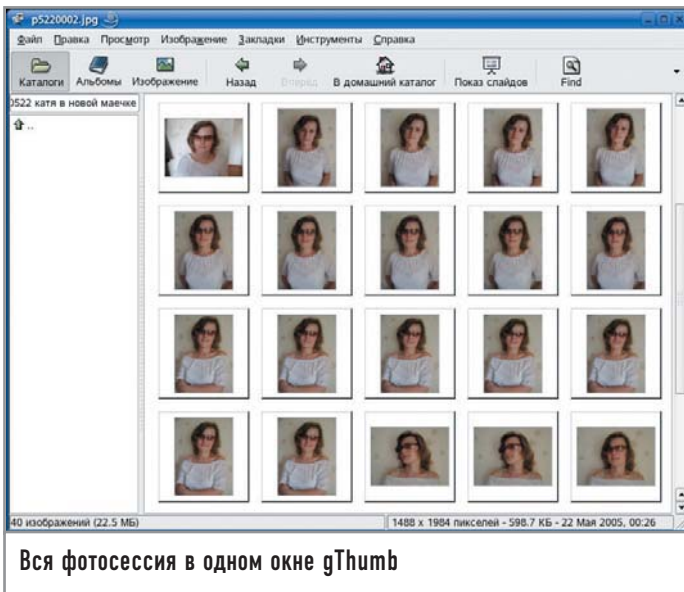 p5220002.jpg
Файл Правка Просмотр Изображение Закладки Инструменты Справка
Каталоги Альбомы Изображение Назад Вперёд В домашний каталог Показ слайдов Find
0522 катя в новой маечке
..
40 изображений (22.5 МБ)
1488 x 1984 пикселей - 598.7 КБ - 22 Мая 2005, 00:26
Вся фотосессия в одном окне gThumb